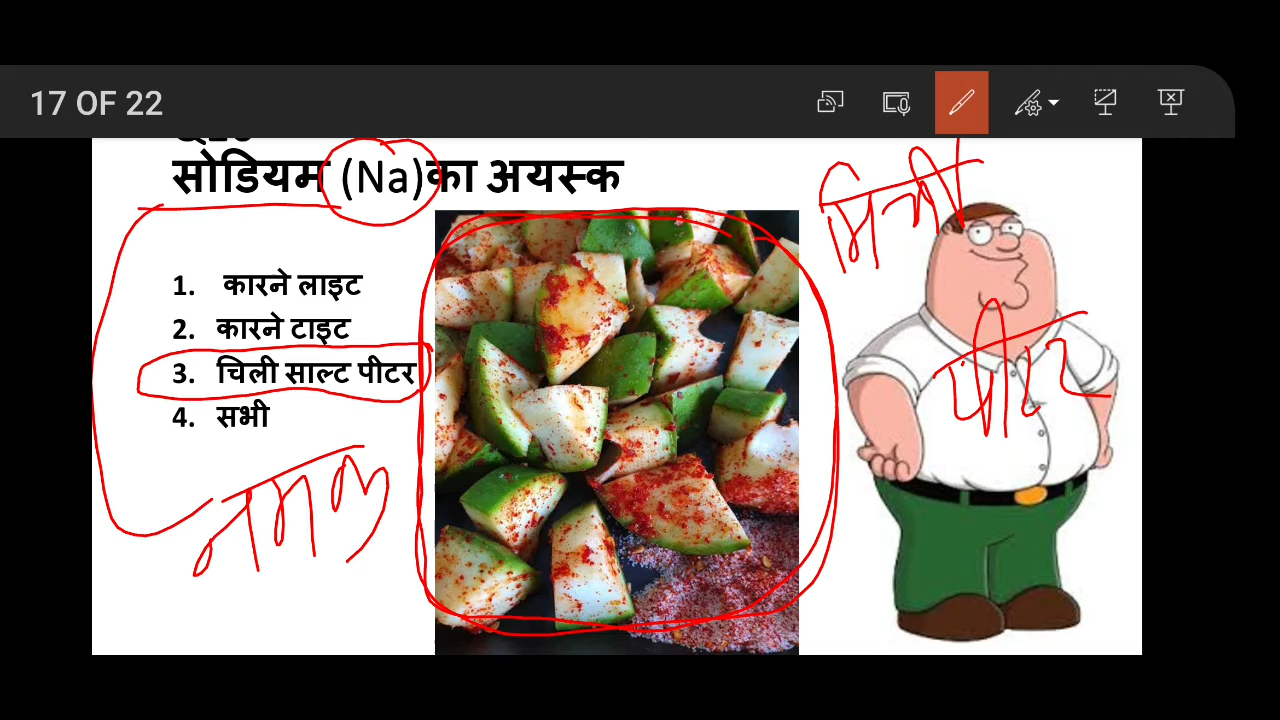 17 OF 22
सोडियम (Na)का अयस्क
1. कारने लाइट
2. कारने टाइट
3. चिली साल्ट पीटर
4. सभी
नमक
पीटर